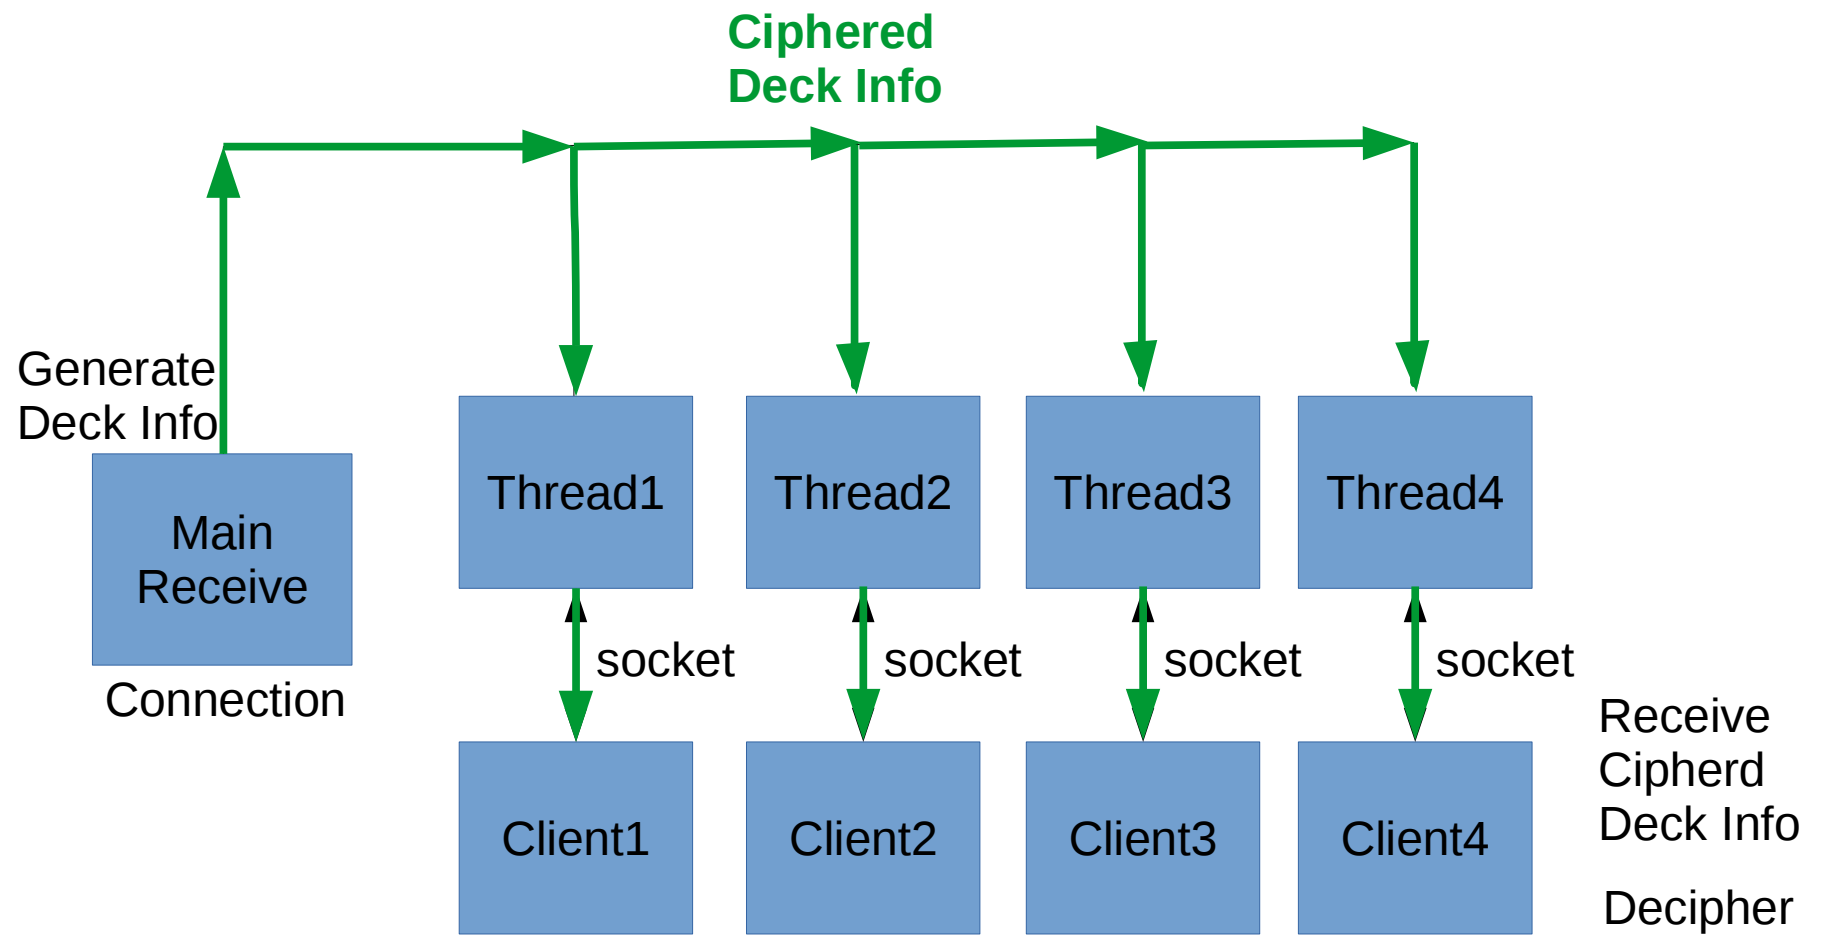 Ciphered
Deck Info
Generate
Deck Info
Main
Receive
Connection
Thread1
Thread2
Thread3
Thread4
socket
socket
socket
socket
Client1
Client2
Client3
Client4
Receive
Cipherd
Deck Info
Decipher